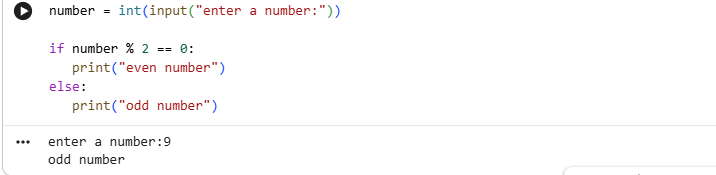 number = int(input("enter a number:"))
if number % 2 == 0:
   print("even number")
else:
   print("odd number")
enter a number:9
odd number